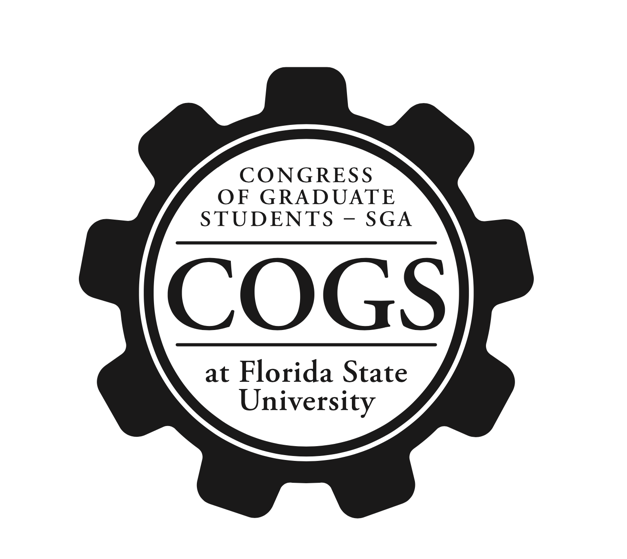 CONGRESS
OF GRADUATE
STUDENTS – SGA
COGS
at Florida State
University